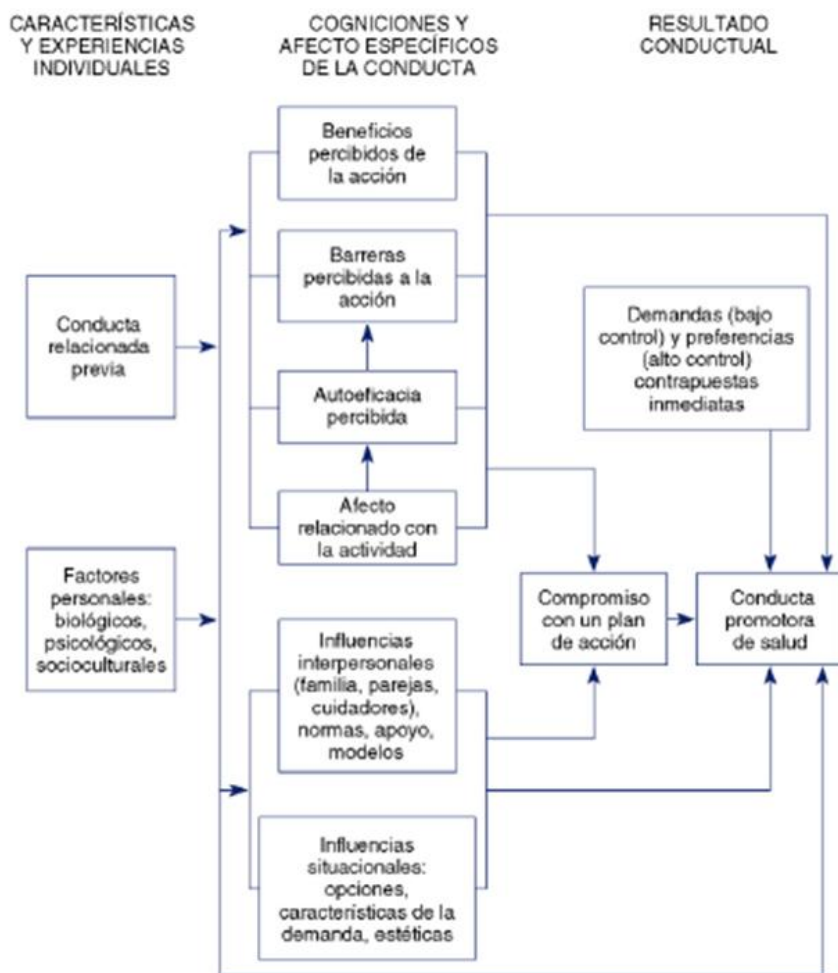 CARACTERÍSTICAS
Y EXPERIENCIAS
INDIVIDUALES
COGNICIONES Y
AFECTO ESPECÍFICOS
DE LA CONDUCTA
RESULTADO
CONDUCTUAL
Beneficios
percibidos de
la acción
Barreras
percibidas a la
acción
Conducta
relacionada
previa
Demandas (bajo
control) y preferencias
(alto control)
contrapuestas
inmediatas
Autoeficacia
percibida
Afecto
relacionado con
la actividad
Factores
personales:
biológicos,
psicológicos,
socioculturales
Compromiso
con un plan
de acción
Conducta
promotora
de salud
Influencias
interpersonales
(familia, parejas,
cuidadores),
normas, apoyo,
modelos
Influencias
situacionales:
opciones,
características de la
demanda, estéticas